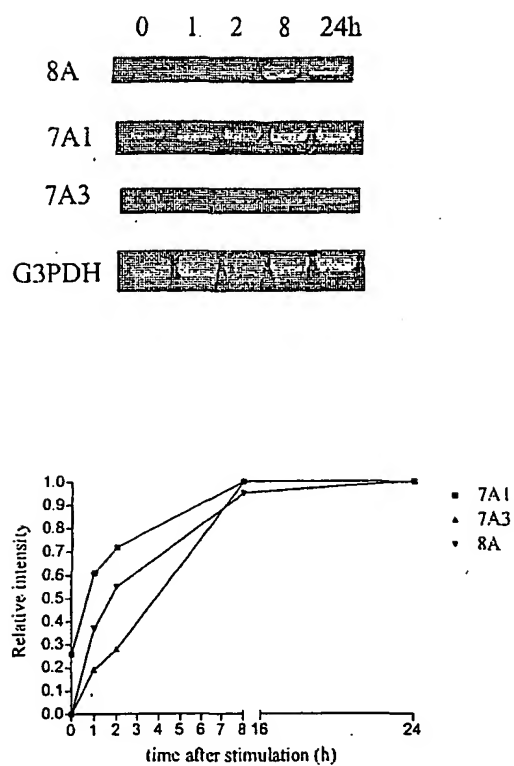 0 1 2 8 24h
8A
7A1
7A3
G3PDH
1.0
0.9
0.8
0.7
0.6
0.5
0.4
0.3
0.2
0.1
0.0
Relative intensity
0 1 2 3 4 5 6 7 8 16 24
time after stimulation (h)
7A1
7A3
8A